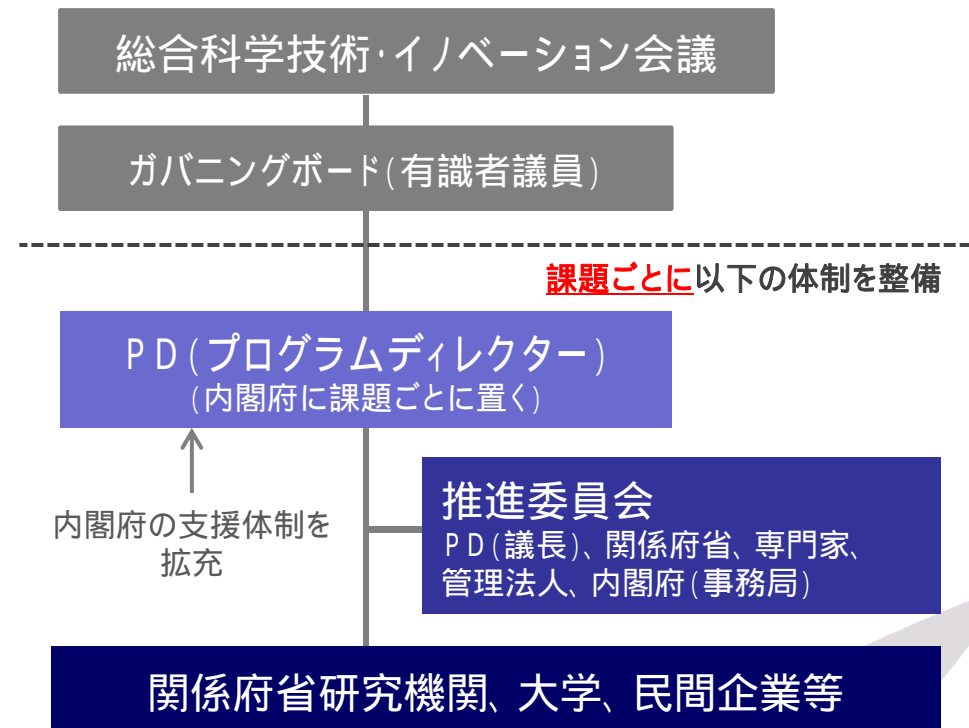 総合科学技術・イノベーション会議
ガバニングボード(有識者議員)
課題ごとに以下の体制を整備
PD(プログラムディレクター)
(内閣府に課題ごとに置く)
内閣府の支援体制を
拡充
推進委員会
PD(議長)、関係府省、専門家、
管理法人、内閣府(事務局)
関係府省研究機関、大学、民間企業等